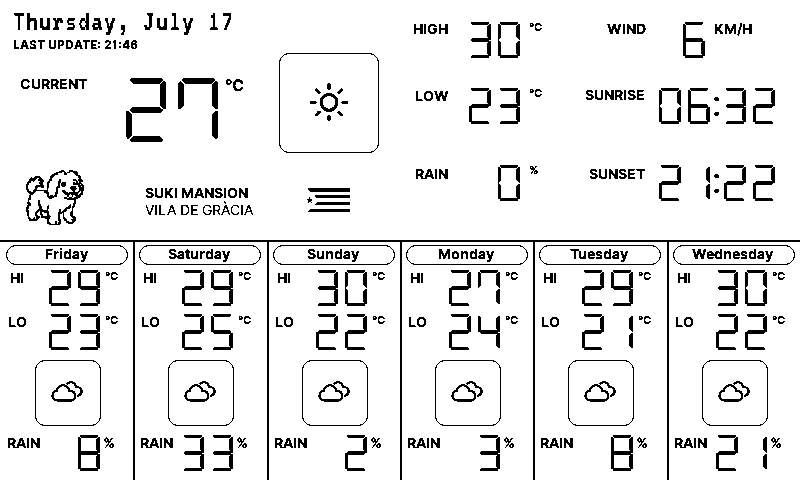 Thursday, July 17
LAST UPDATE: 21:46
CURRENT 27 °C
HIGH 30 °C
LOW 23 °C
RAIN 0 %
WIND 6 KM/H
SUNRISE 06:32
SUNSET 21:22
SUKI MANSION
VILA DE GRÀCIA
Friday
HI 29 °C
LO 23 °C
RAIN 8 %
Saturday
HI 29 °C
LO 25 °C
RAIN 33 %
Sunday
HI 30 °C
LO 22 °C
RAIN 2 %
Monday
HI 27 °C
LO 24 °C
RAIN 3 %
Tuesday
HI 29 °C
LO 21 °C
RAIN 8 %
Wednesday
HI 30 °C
LO 22 °C
RAIN 21 %